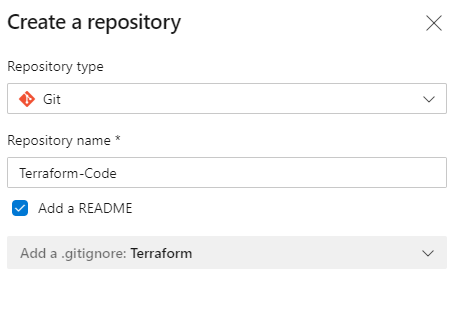 Create a repository
Repository type
Git
Repository name *
Terraform-Code
Add a README
Add a .gitignore: Terraform